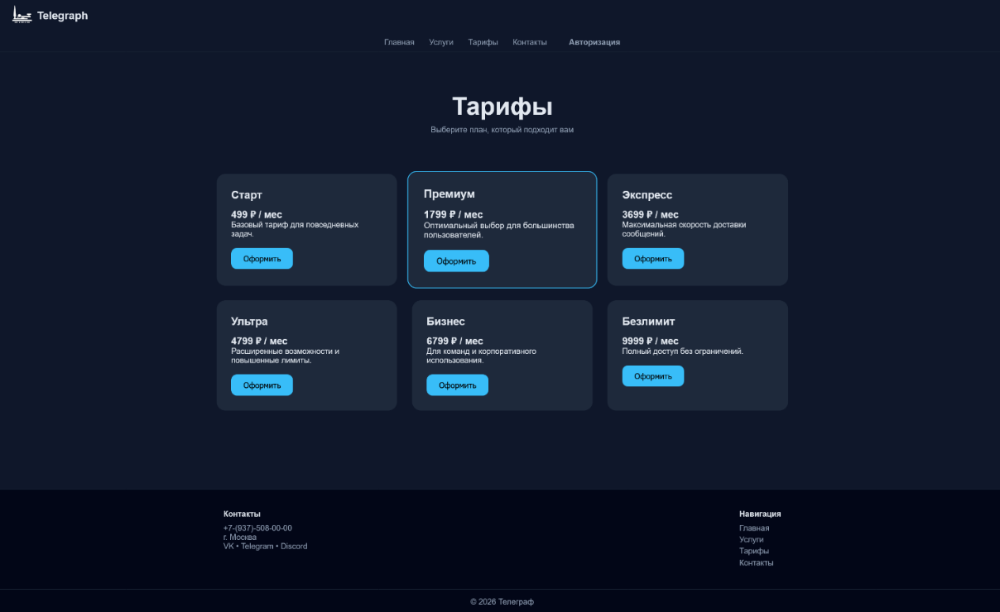 Telegraph
Главная Услуги Тарифы Контакты Авторизация
Тарифы
Выберите план, который подходит вам
Старт
499 ₽ / мес
Базовый тариф для повседневных
задач.
Оформить
Премиум
1799 ₽ / мес
Оптимальный выбор для большинства
пользователей.
Оформить
Экспресс
3699 ₽ / мес
Максимальная скорость доставки
сообщений.
Оформить
Ультра
4799 ₽ / мес
Расширенные возможности и
повышенные лимиты.
Оформить
Бизнес
6799 ₽ / мес
Для команд и корпоративного
использования.
Оформить
Безлимит
9999 ₽ / мес
Полный доступ без ограничений.
Оформить
Контакты
+7-(937)-508-00-00
г. Москва
VK • Telegram • Discord
Навигация
Главная
Услуги
Тарифы
Контакты
© 2026 Телеграф